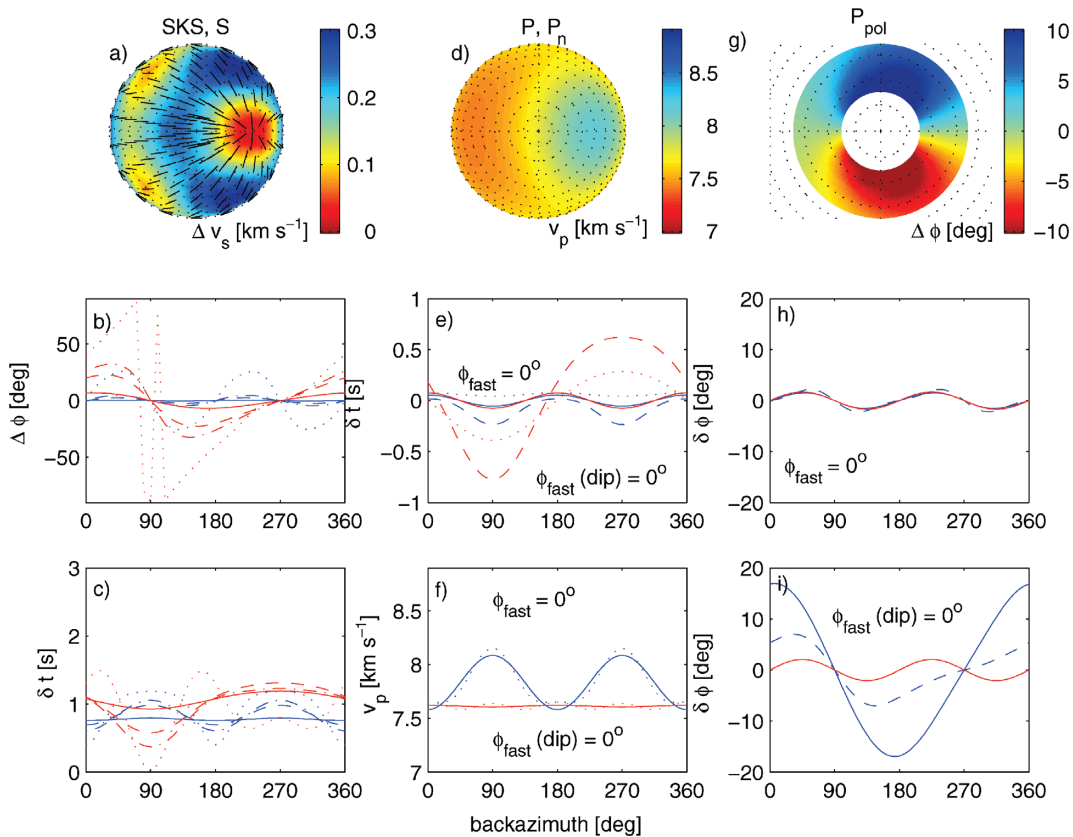 SKS, S
a)
0.3
0.2
0.1
0
Δ v_s [km s⁻¹]
P, P_n
d)
8.5
8
7.5
7
v_p [km s⁻¹]
P_pol
g)
10
5
0
−5
−10
Δ ϕ [deg]
b)
Δ ϕ [deg]
50
0
−50
0 90 180 270 360
e)
δ t [s]
1
0.5
0
−0.5
−1
ϕ_fast = 0°
ϕ_fast (dip) = 0°
0 90 180 270 360
h)
δ ϕ [deg]
20
10
0
−10
−20
ϕ_fast = 0°
0 90 180 270 360
c)
δ t [s]
3
2
1
0
0 90 180 270 360
f)
v_p [km s⁻¹]
8.5
8
7.5
7
ϕ_fast = 0°
ϕ_fast (dip) = 0°
0 90 180 270 360
i)
δ ϕ [deg]
20
10
0
−10
−20
ϕ_fast (dip) = 0°
0 90 180 270 360
backazimuth [deg]